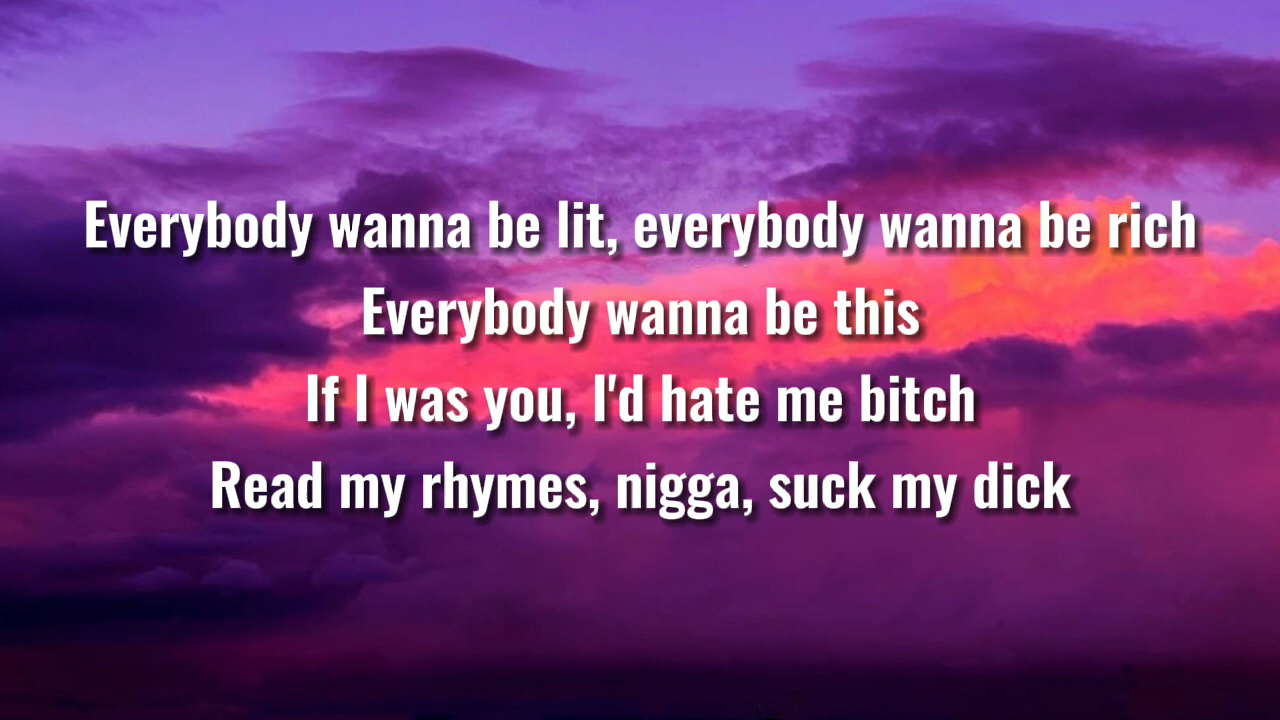 Everybody wanna be lit, everybody wanna be rich
Everybody wanna be this
If I was you, I'd hate me bitch
Read my rhymes, nigga, suck my dick